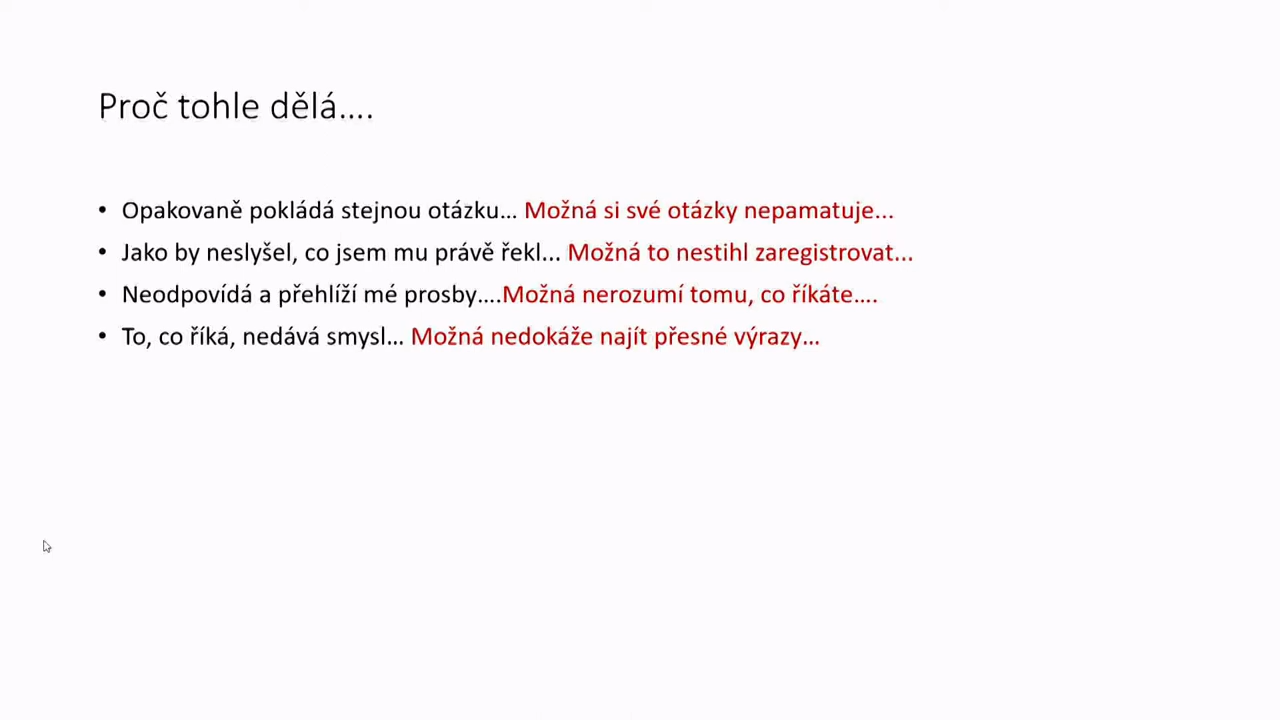 Proč tohle dělá....
• Opakovaně pokládá stejnou otázku... Možná si své otázky nepamatuje...
• Jako by neslyšel, co jsem mu právě řekl... Možná to nestihl zaregistrovat...
• Neodpovídá a přehlíží mé prosby....Možná nerozumí tomu, co říkáte....
• To, co říká, nedává smysl... Možná nedokáže najít přesné výrazy...